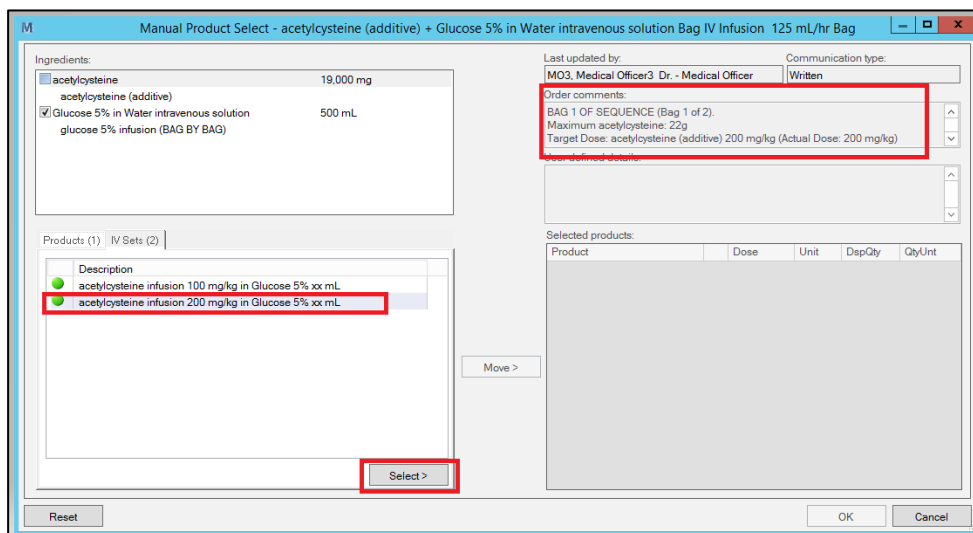 M Manual Product Select - acetylcysteine (additive) + Glucose 5% in Water intravenous solution Bag IV Infusion 125 mL/hr Bag
Ingredients:
acetylcysteine 19,000 mg
acetylcysteine (additive)
Glucose 5% in Water intravenous solution 500 mL
glucose 5% infusion (BAG BY BAG)
Last updated by: Communication type:
MO3, Medical Officer3 Dr. - Medical Officer Written
Order comments:
BAG 1 OF SEQUENCE (Bag 1 of 2).
Maximum acetylcysteine: 22g
Target Dose: acetylcysteine (additive) 200 mg/kg (Actual Dose: 200 mg/kg)
User defined details:
Products (1) IV Sets (2)
Description
acetylcysteine infusion 100 mg/kg in Glucose 5% xx mL
acetylcysteine infusion 200 mg/kg in Glucose 5% xx mL
Select >
Move >
Selected products:
Product Dose Unit DspQty QtyUnt
Reset OK Cancel